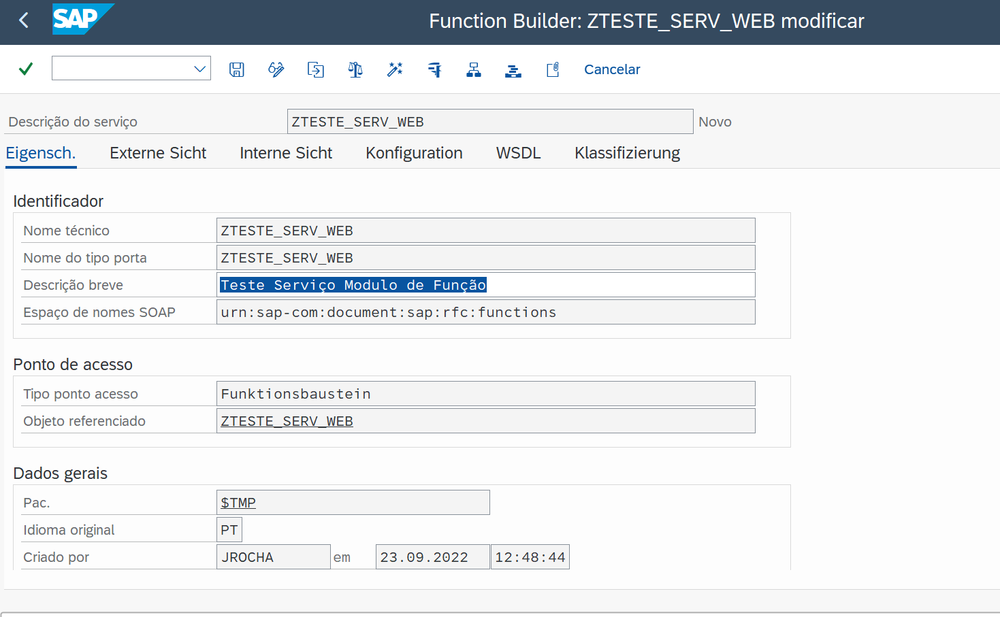 SAP Function Builder: ZTESTE_SERV_WEB modificar
Cancelar
Descrição do serviço ZTESTE_SERV_WEB Novo
Eigensch. Externe Sicht Interne Sicht Konfiguration WSDL Klassifizierung
Identificador
Nome técnico ZTESTE_SERV_WEB
Nome do tipo porta ZTESTE_SERV_WEB
Descrição breve Teste Serviço Modulo de Função
Espaço de nomes SOAP urn:sap-com:document:sap:rfc:functions
Ponto de acesso
Tipo ponto acesso Funktionsbaustein
Objeto referenciado ZTESTE_SERV_WEB
Dados gerais
Pac. $TMP
Idioma original PT
Criado por JROCHA em 23.09.2022 12:48:44